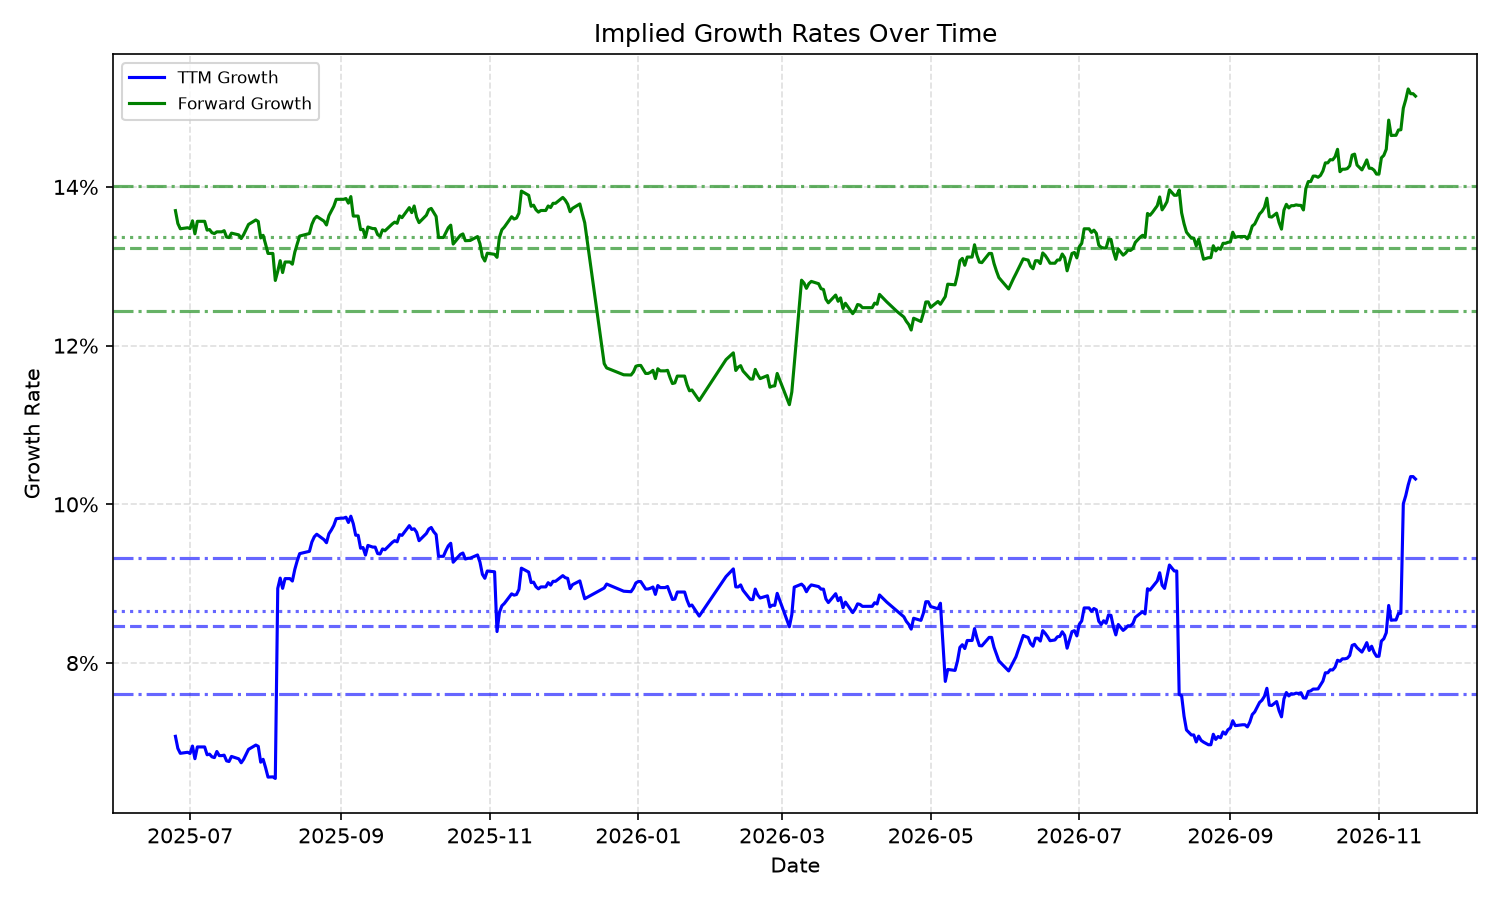 Implied Growth Rates Over Time
TTM Growth
Forward Growth
14%
12%
10%
8%
Growth Rate
2025-07
2025-09
2025-11
2026-01
2026-03
2026-05
2026-07
2026-09
2026-11
Date